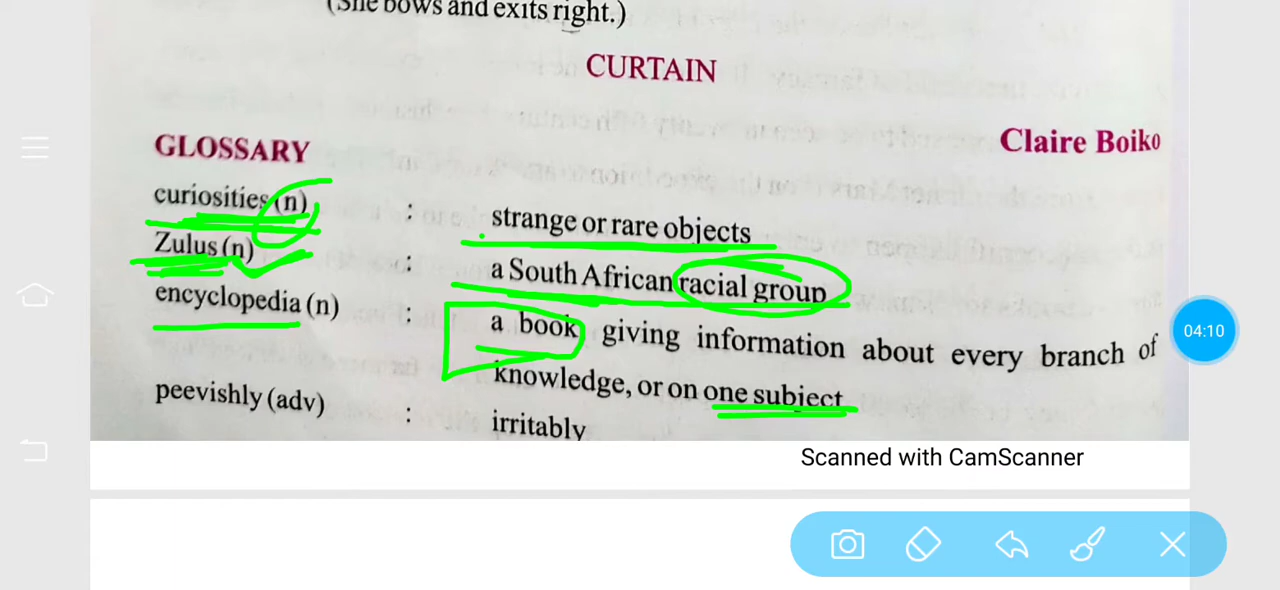 (She bows and exits right.)
CURTAIN
Claire Boiko
GLOSSARY
curiosities (n) : strange or rare objects
Zulus (n) : a South African racial group
encyclopedia (n) : a book giving information about every branch of
knowledge, or on one subject
peevishly (adv) : irritably
Scanned with CamScanner
04:10